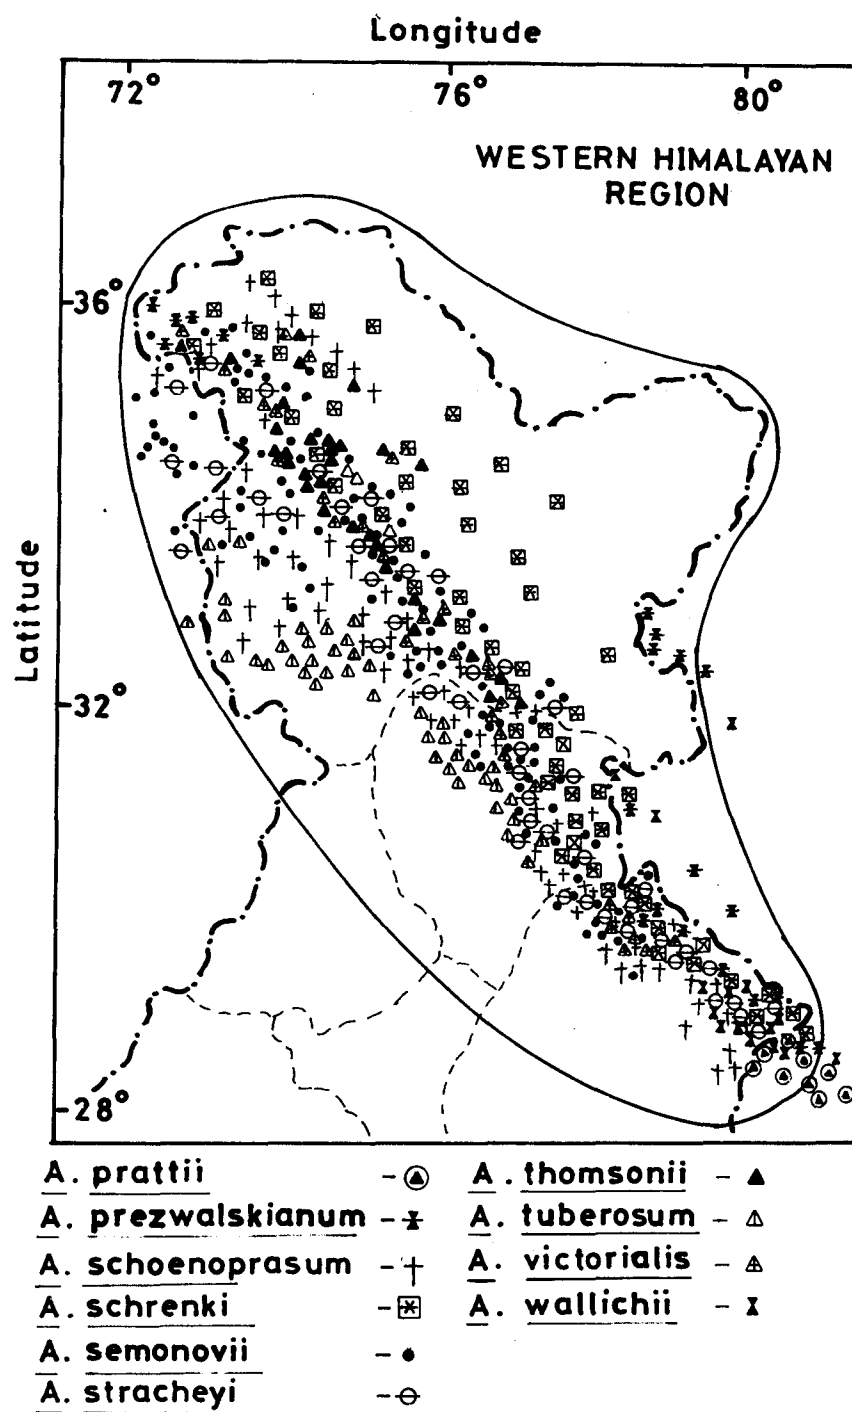 Longitude
72° 76° 80°
WESTERN HIMALAYAN
REGION
36°
Latitude
32°
28°
A. prattii
A. prezwalskianum
A. schoenoprasum
A. schrenki
A. semonovii
A. stracheyi
A. thomsonii
A. tuberosum
A. victorialis
A. wallichii